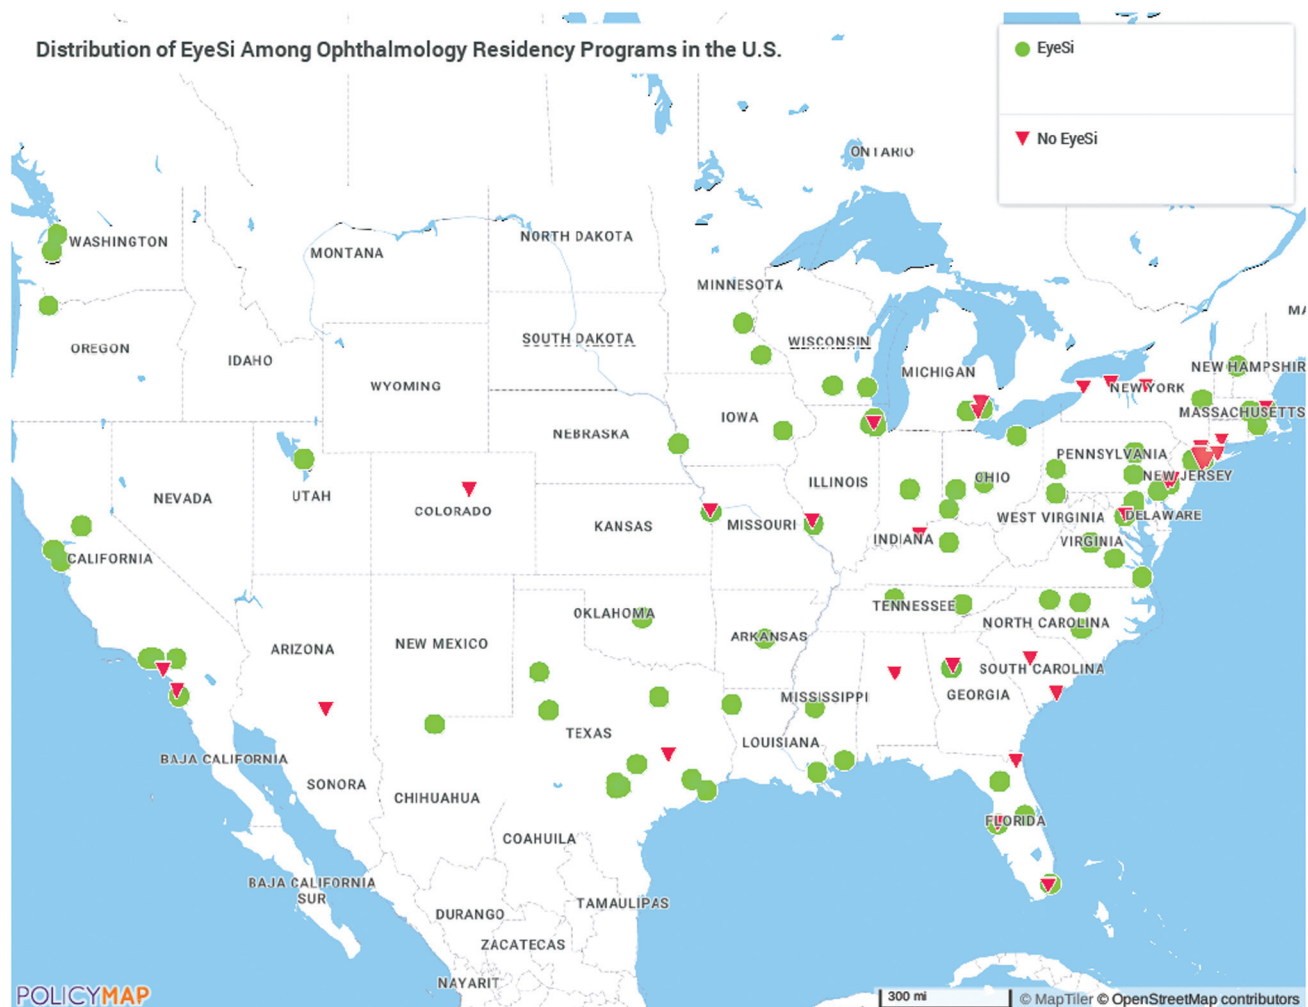 Distribution of EyeSi Among Ophthalmology Residency Programs in the U.S.
EyeSi
No EyeSi
ONTARIO
WASHINGTON
MONTANA
NORTH DAKOTA
MINNESOTA
OREGON
IDAHO
SOUTH DAKOTA
WISCONSIN
MA
WYOMING
MICHIGAN
NEW YORK
NEW HAMPSHIR
MASSACHUSETTS
NEBRASKA
IOWA
PENNSYLVANIA
NEVADA
UTAH
COLORADO
ILLINOIS
OHIO
NEW JERSEY
KANSAS
MISSOURI
INDIANA
WEST VIRGINIA
DELAWARE
CALIFORNIA
VIRGINIA
OKLAHOMA
TENNESSEE
ARIZONA
NEW MEXICO
ARKANSAS
NORTH CAROLINA
SOUTH CAROLINA
MISSISSIPPI
GEORGIA
TEXAS
LOUISIANA
BAJA CALIFORNIA
SONORA
CHIHUAHUA
COAHUILA
FLORIDA
BAJA CALIFORNIA
SUR
DURANGO
TAMAULIPAS
ZACATECAS
NAYARIT
POLICYMAP
300 mi
© MapTiler © OpenStreetMap contributors